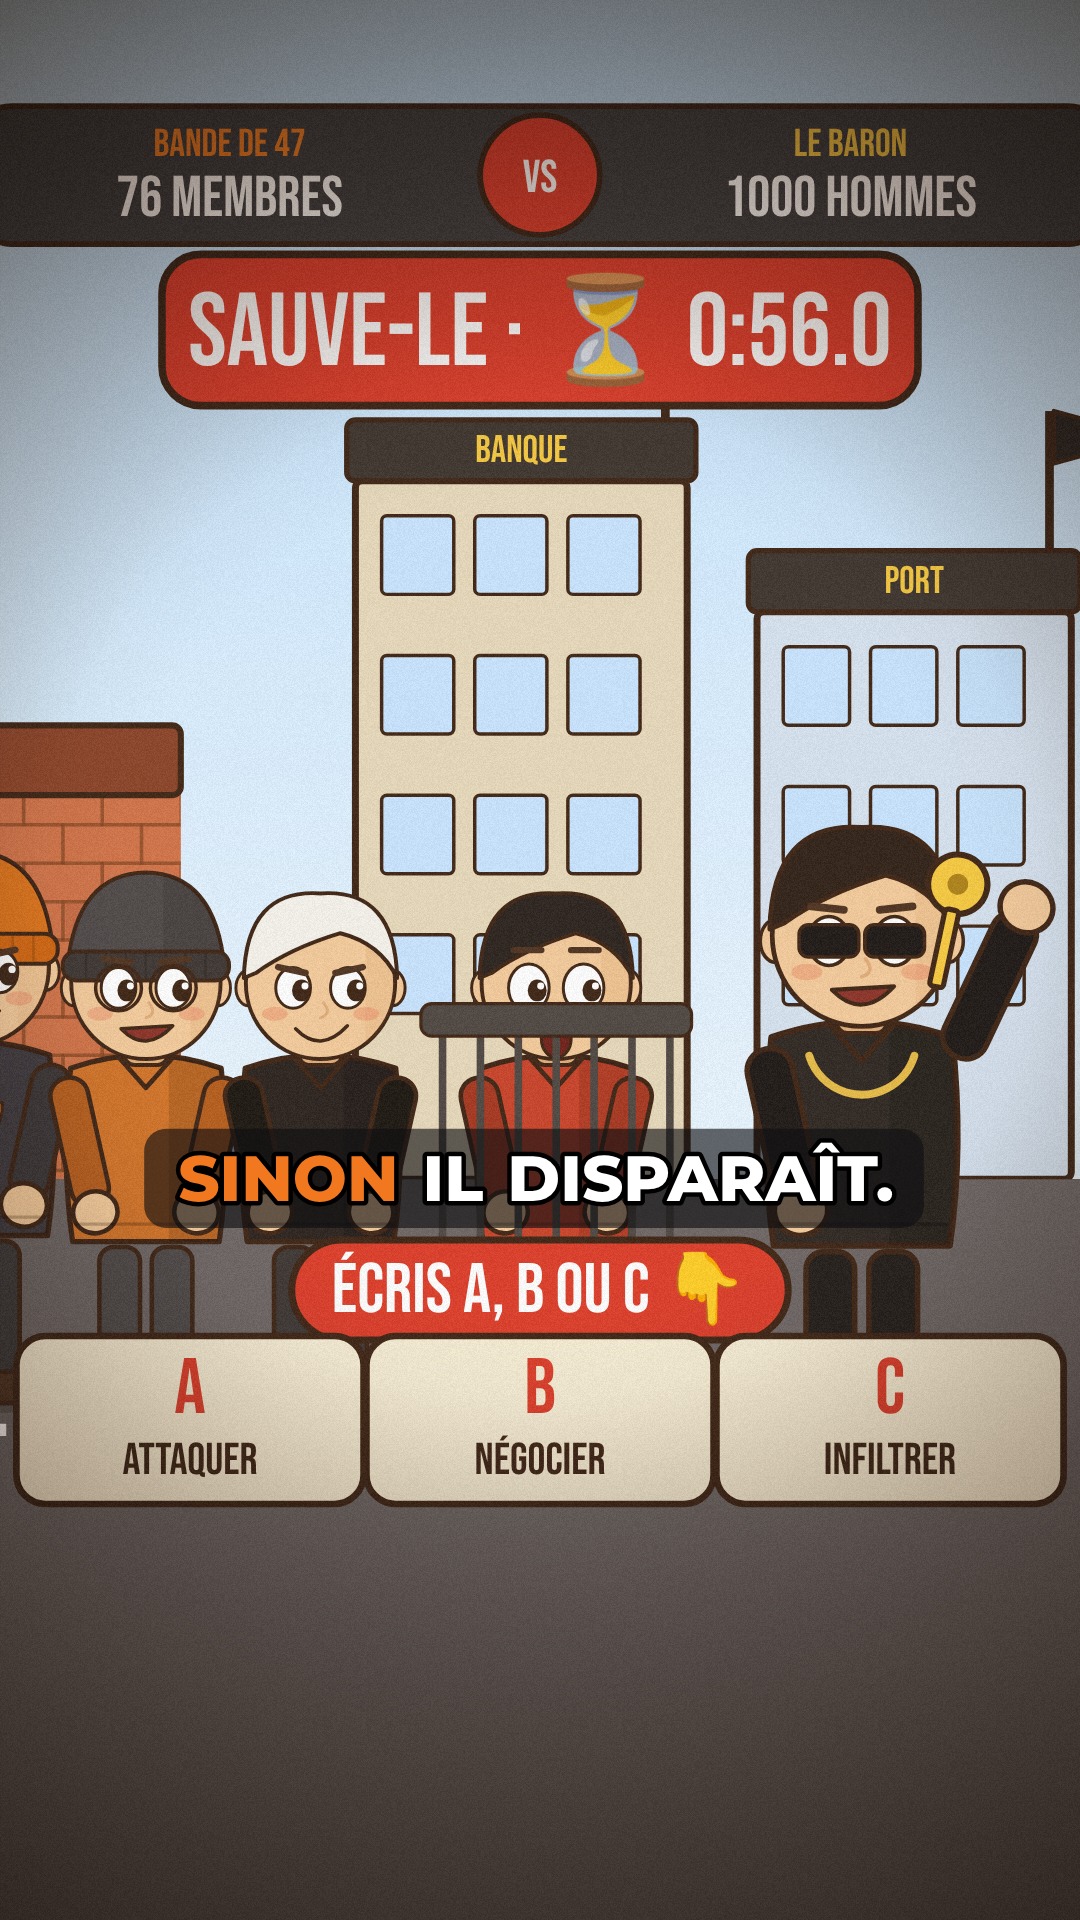 BANDE DE 47
76 MEMBRES
VS
LE BARON
1000 HOMMES
SAUVE-LE · ⏳ 0:56.0
BANQUE
PORT
SINON IL DISPARAÎT.
ÉCRIS A, B OU C 👇
A
ATTAQUER
B
NÉGOCIER
C
INFILTRER